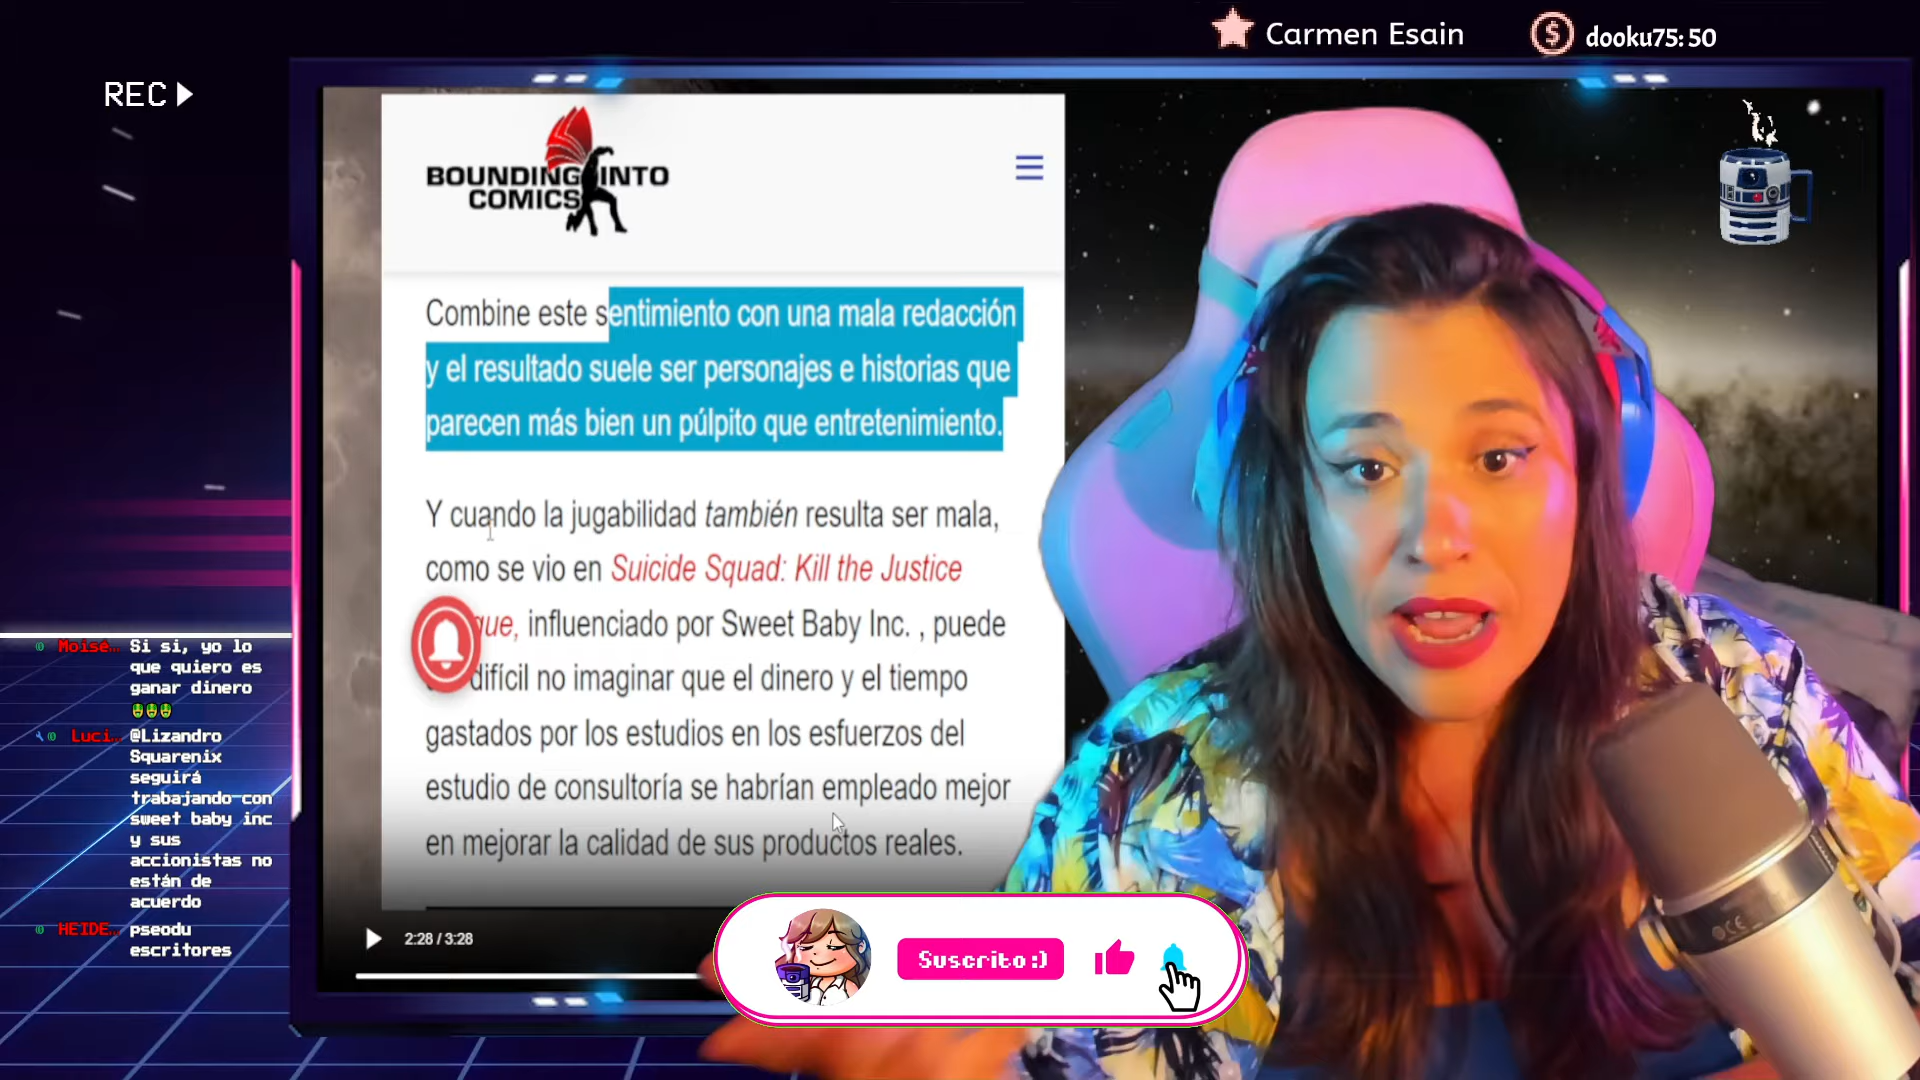 Carmen Esain
dooku75: 50
REC
BOUNDING INTO
COMICS
Combine este sentimiento con una mala redacción
y el resultado suele ser personajes e historias que
parecen más bien un púlpito que entretenimiento.
Y cuando la jugabilidad también resulta ser mala,
como se vio en Suicide Squad: Kill the Justice
gue, influenciado por Sweet Baby Inc. , puede
difícil no imaginar que el dinero y el tiempo
gastados por los estudios en los esfuerzos del
estudio de consultoría se habrían empleado mejor
en mejorar la calidad de sus productos reales.
2:28 / 3:28
Moisé… Si si, yo lo
que quiero es
ganar dinero
Luci… @Lizandro
Squarenix
seguirá
trabajando con
sweet baby inc
y sus
accionistas no
están de
acuerdo
HEIDE… pseodu
escritores
Suscrito :)